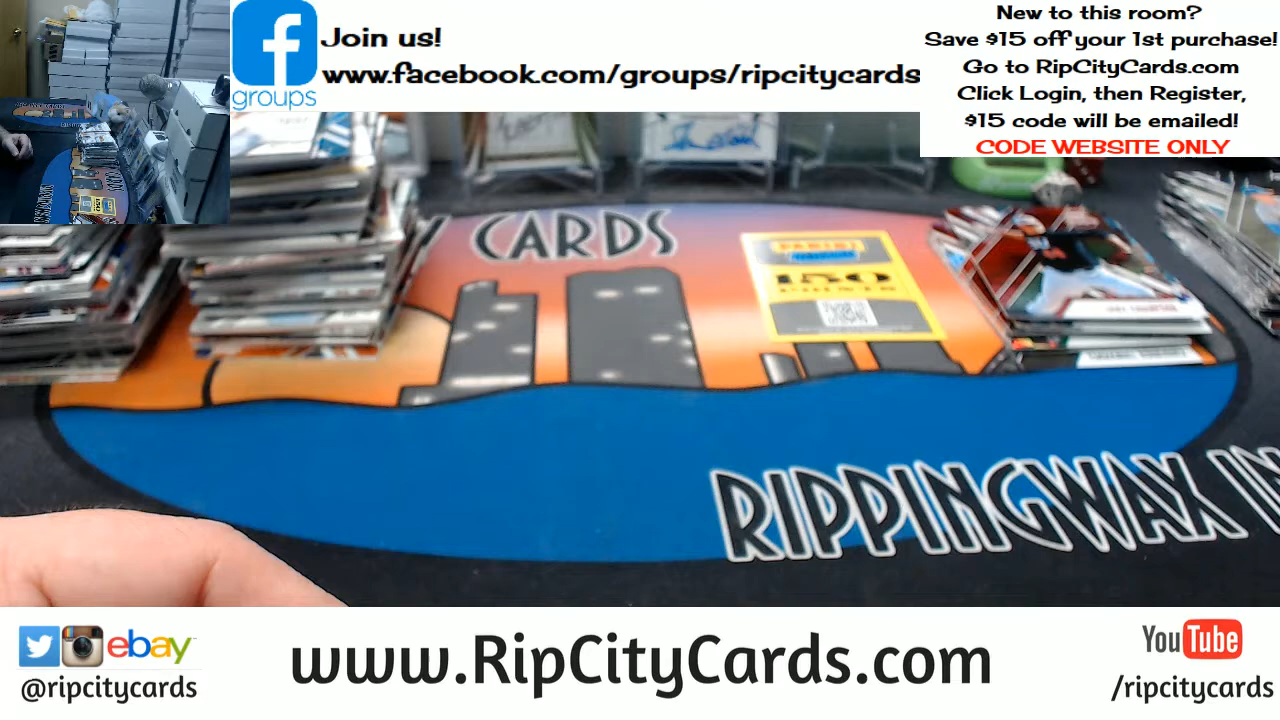 Join us!
www.facebook.com/groups/ripcitycards
groups
New to this room?
Save $15 off your 1st purchase!
Go to RipCityCards.com
Click Login, then Register,
$15 code will be emailed!
CODE WEBSITE ONLY
Y CARDS
PANINI
150
RIPPINGWAX IN
ebay
@ripcitycards
www.RipCityCards.com
YouTube
/ripcitycards